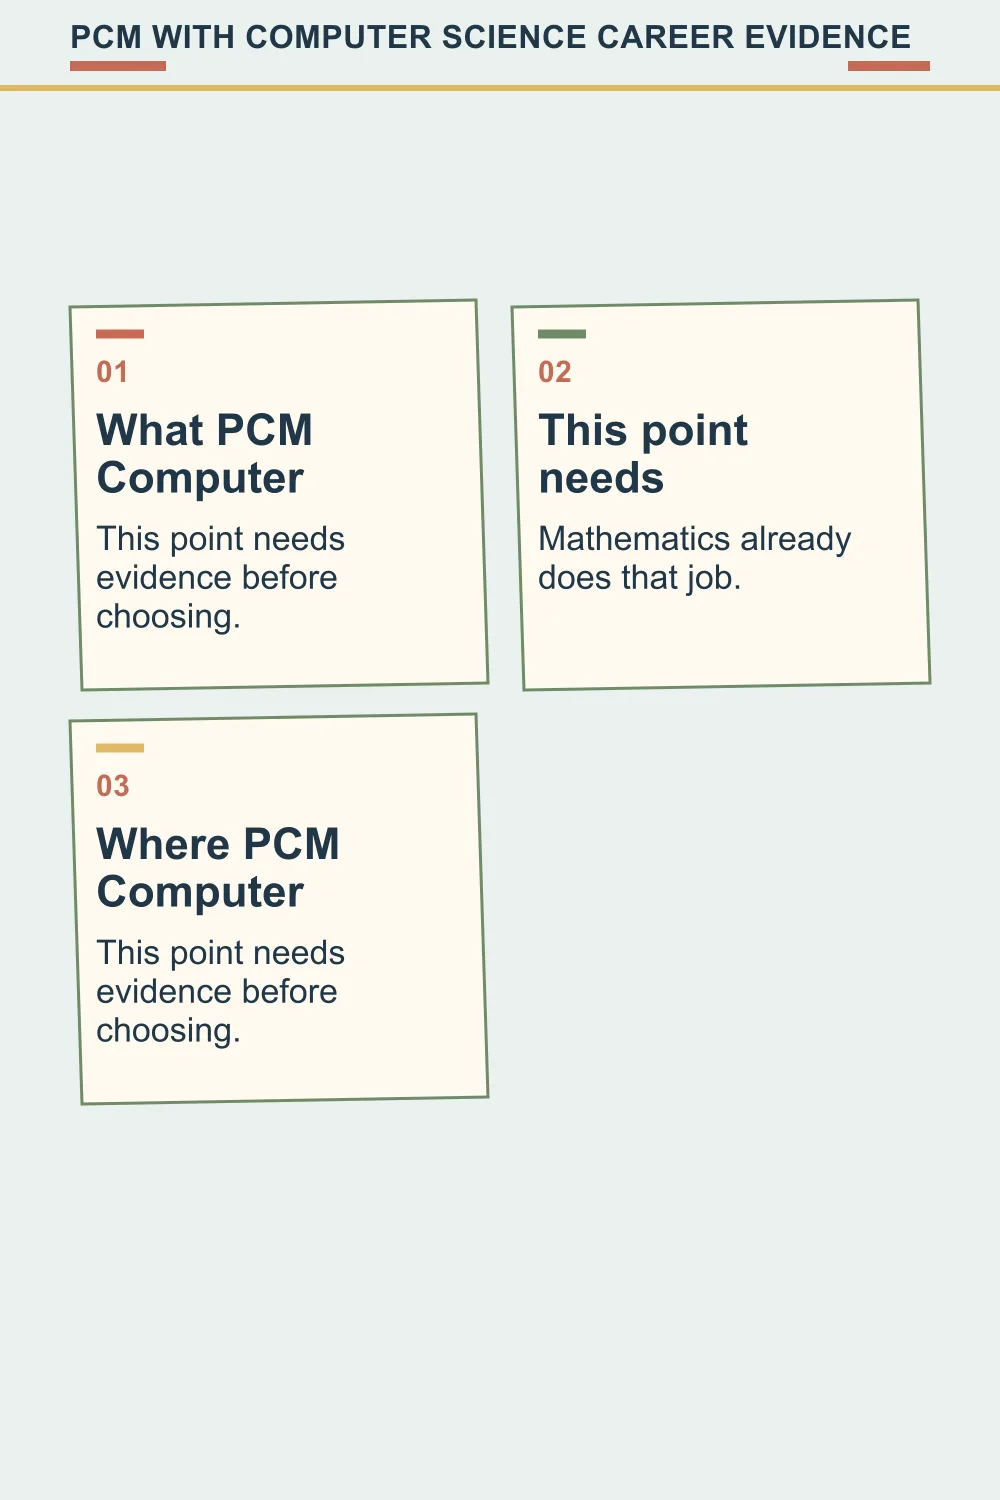 PCM WITH COMPUTER SCIENCE CAREER EVIDENCE
01
What PCM
Computer
This point needs
evidence before
choosing.
02
This point
needs
Mathematics already
does that job.
03
Where PCM
Computer
This point needs
evidence before
choosing.